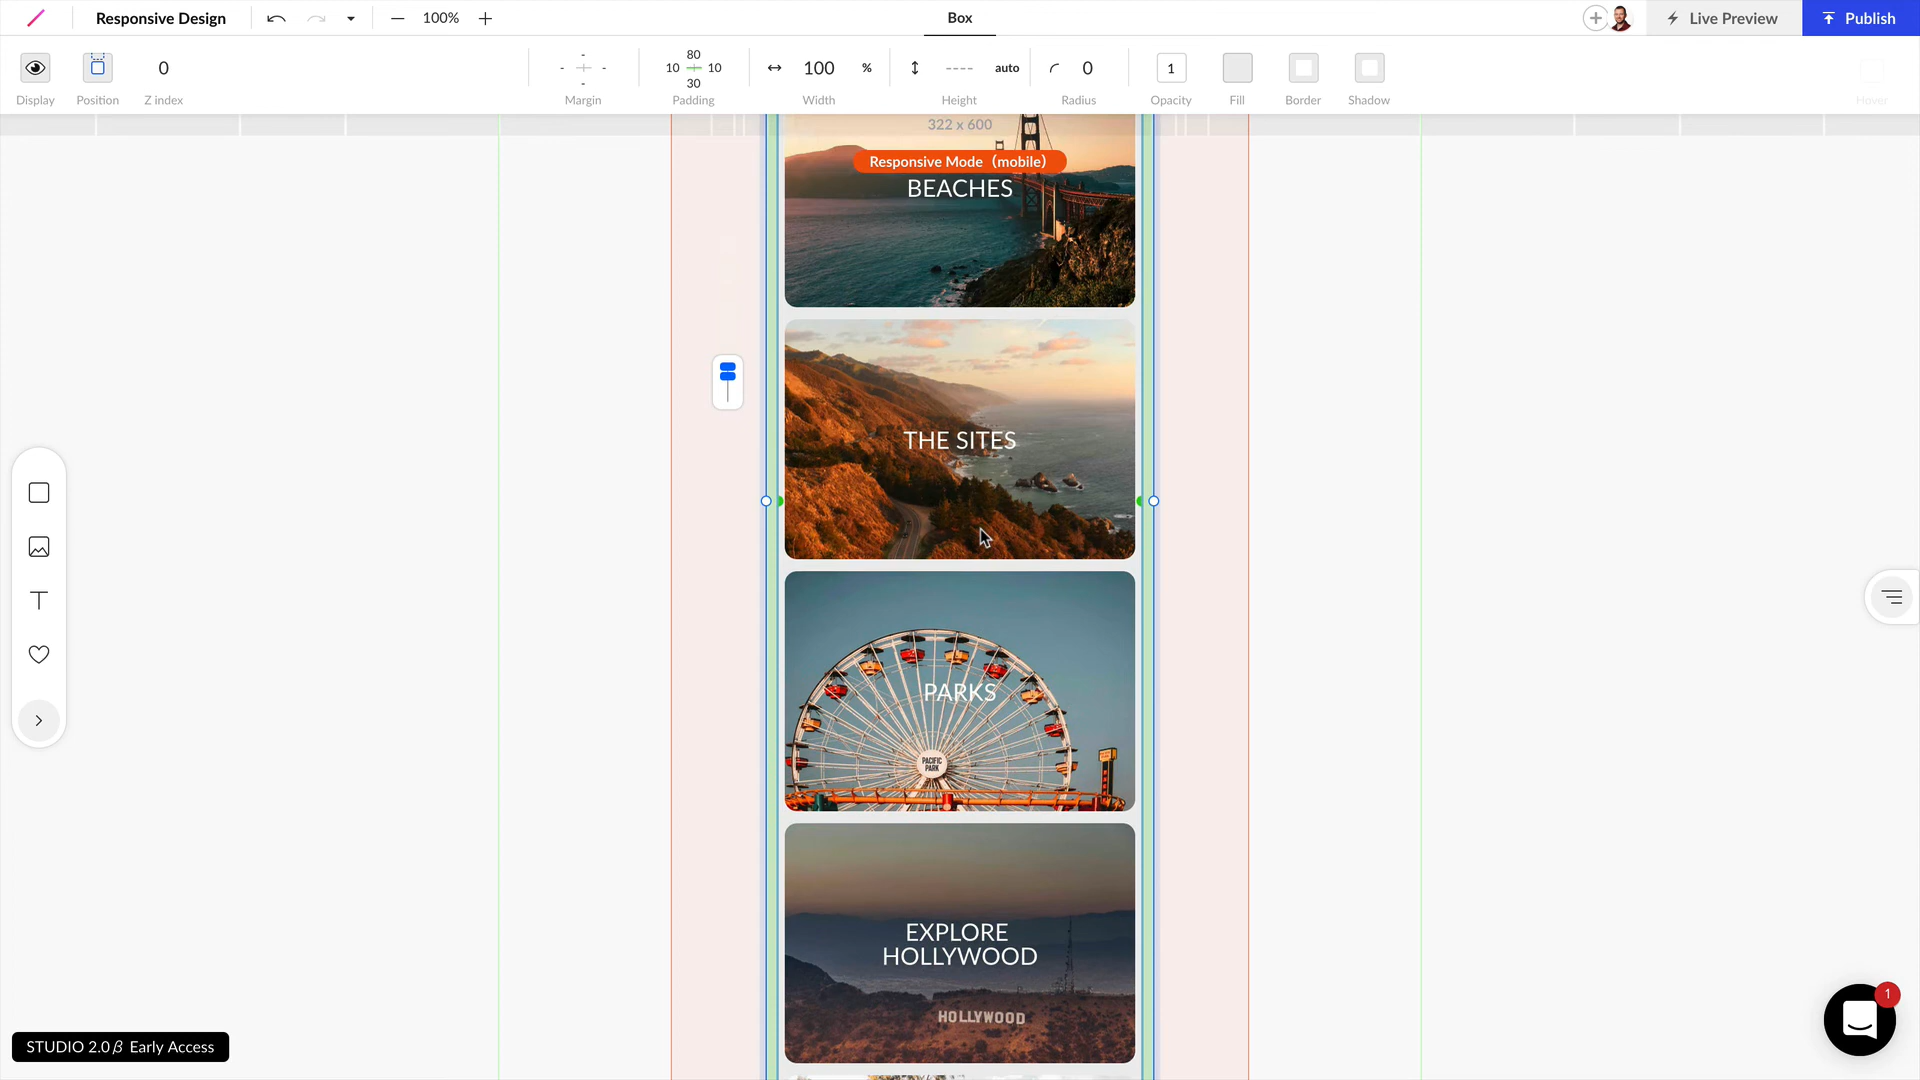 Responsive Design
100%
Box
Live Preview
Publish
Display
Position
0
Z index
-
- -
-
Margin
80
10 10
30
Padding
100 %
Width
---- auto
Height
0
Radius
1
Opacity
Fill
Border
Shadow
Hover
322 x 600
Responsive Mode（mobile）
BEACHES
THE SITES
PARKS
PACIFIC
PARK
EXPLORE
HOLLYWOOD
HOLLYWOOD
1
STUDIO 2.0 β Early Access